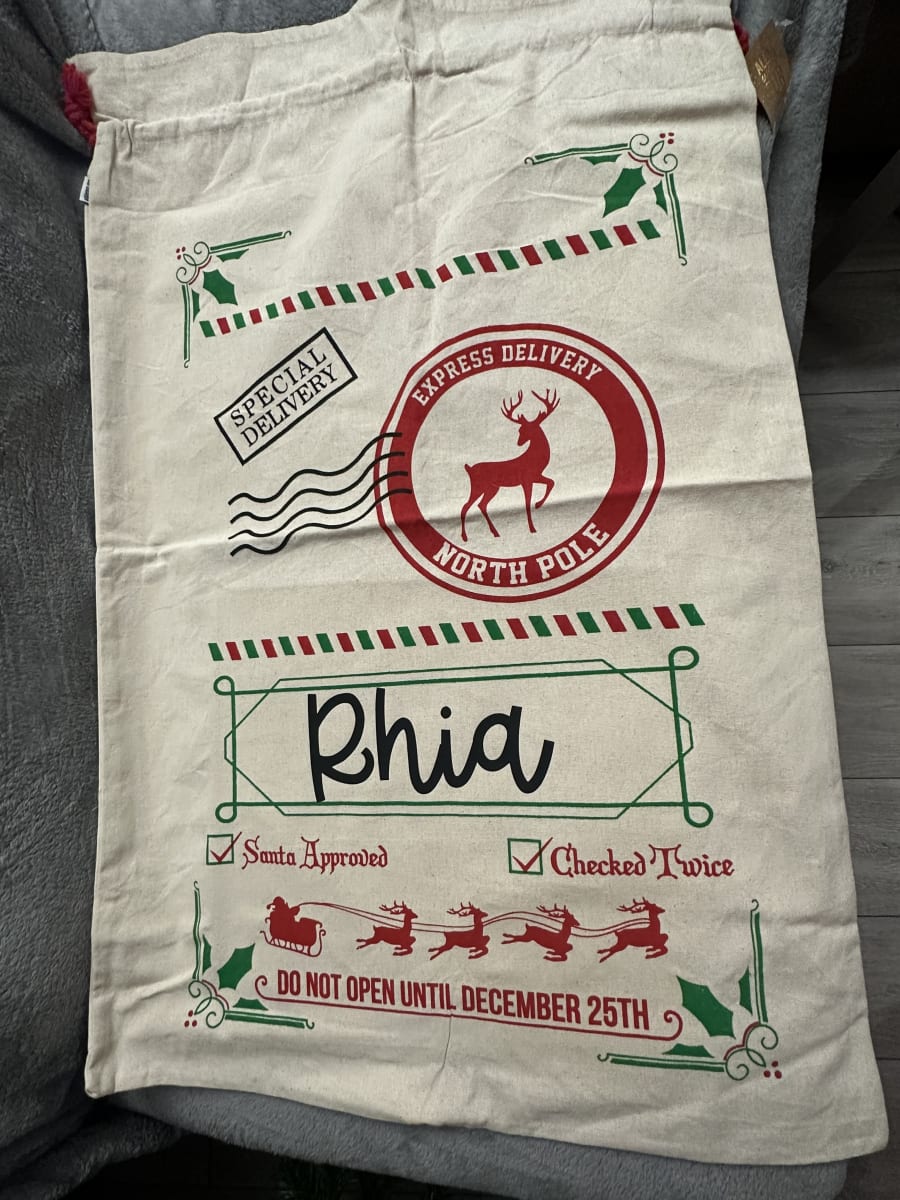 SPECIAL
DELIVERY
EXPRESS DELIVERY
NORTH POLE
Rhia
Santa Approved
Checked Twice
DO NOT OPEN UNTIL DECEMBER 25TH